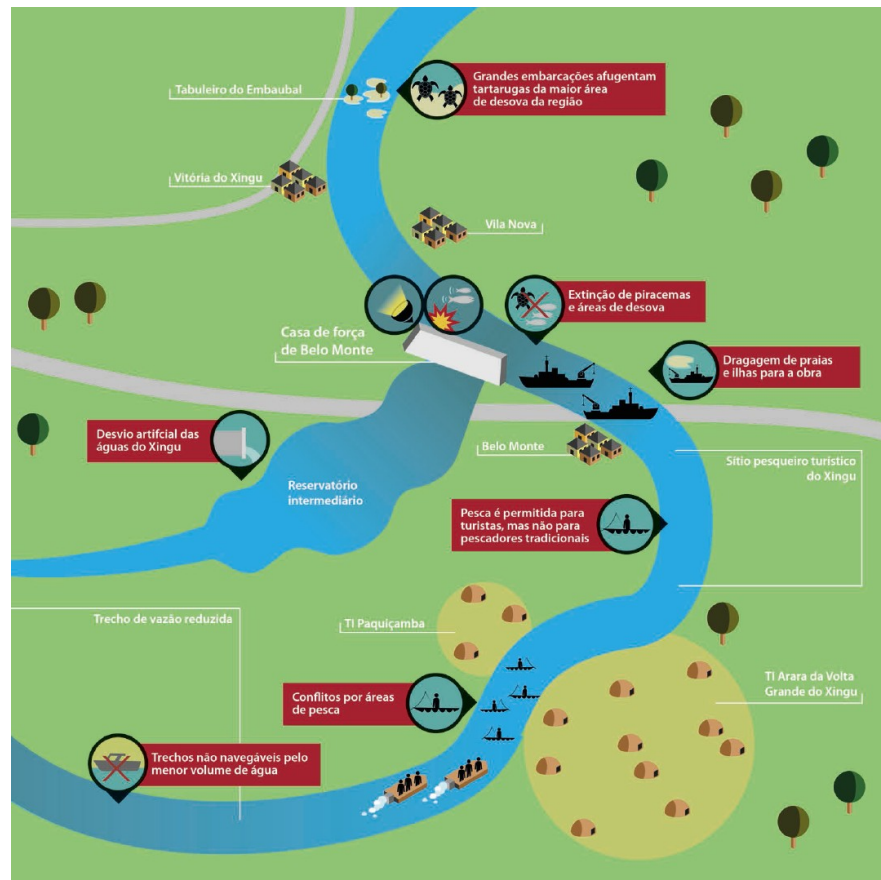 Tabuleiro do Embaubal
Grandes embarcações afugentam
tartarugas da maior área
de desova da região
Vitória do Xingu
Vila Nova
Extinção de piracemas
e áreas de desova
Casa de força
de Belo Monte
Dragagem de praias
e ilhas para a obra
Desvio artifcial das
águas do Xingu
Belo Monte
Sítio pesqueiro turístico
do Xingu
Reservatório
intermediário
Pesca é permitida para
turistas, mas não para
pescadores tradicionais
Trecho de vazão reduzida
TI Paquiçamba
TI Arara da Volta
Grande do Xingu
Conflitos por áreas
de pesca
Trechos não navegáveis pelo
menor volume de água